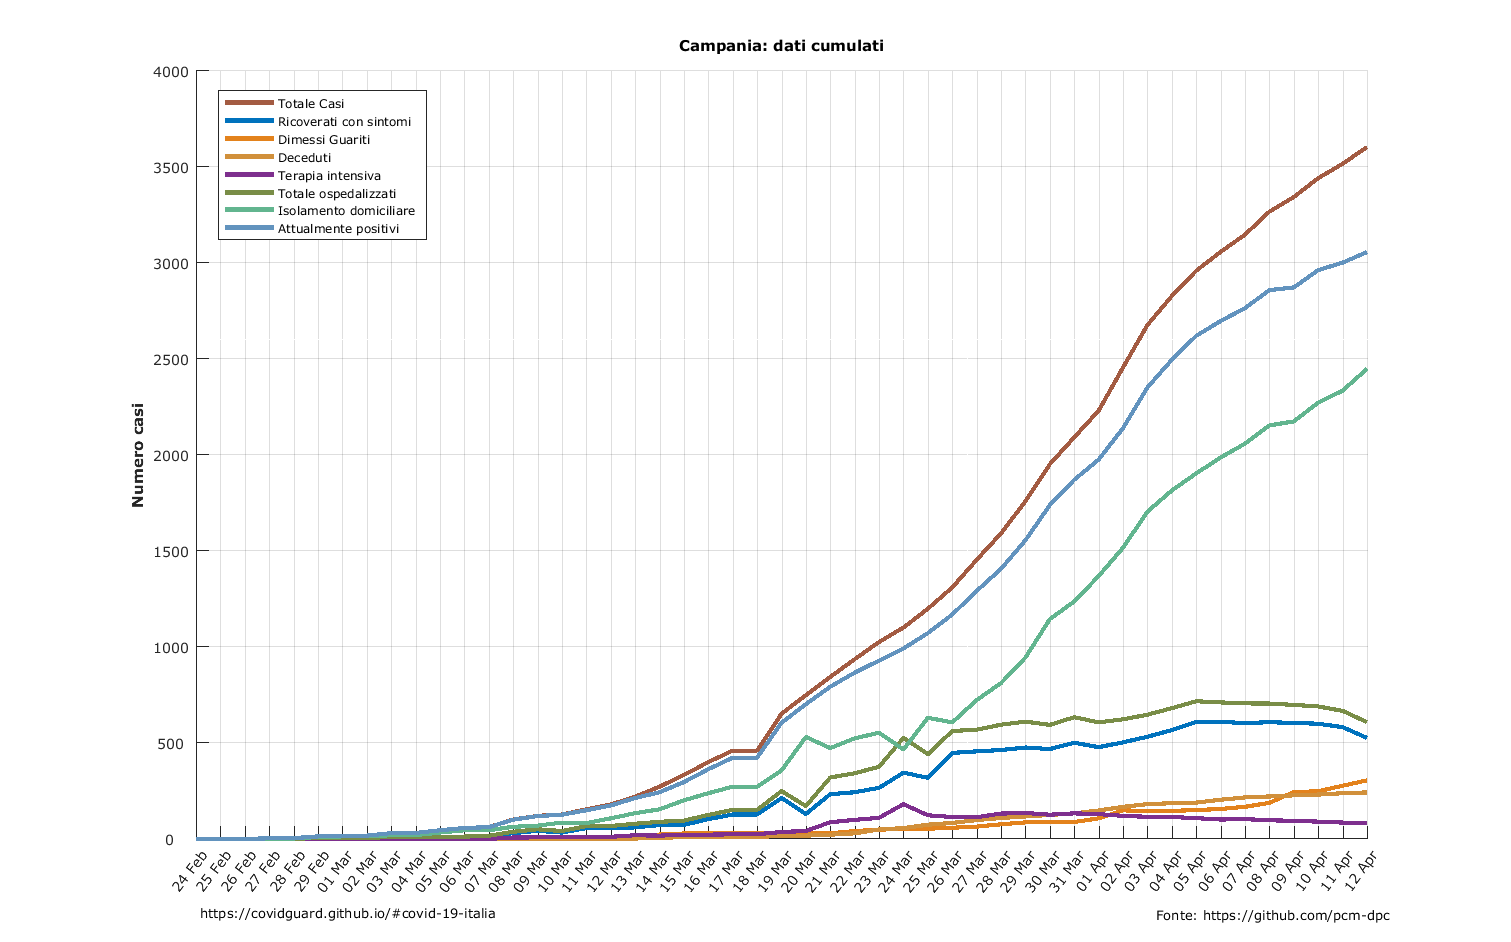 Campania: dati cumulati
4000
3500
3000
2500
2000
1500
1000
500
0
Numero casi
Totale Casi
Ricoverati con sintomi
Dimessi Guariti
Deceduti
Terapia intensiva
Totale ospedalizzati
Isolamento domiciliare
Attualmente positivi
24 Feb
25 Feb
26 Feb
27 Feb
28 Feb
29 Feb
01 Mar
02 Mar
03 Mar
04 Mar
05 Mar
06 Mar
07 Mar
08 Mar
09 Mar
10 Mar
11 Mar
12 Mar
13 Mar
14 Mar
15 Mar
16 Mar
17 Mar
18 Mar
19 Mar
20 Mar
21 Mar
22 Mar
23 Mar
24 Mar
25 Mar
26 Mar
27 Mar
28 Mar
29 Mar
30 Mar
31 Mar
01 Apr
02 Apr
03 Apr
04 Apr
05 Apr
06 Apr
07 Apr
08 Apr
09 Apr
10 Apr
11 Apr
12 Apr
https://covidguard.github.io/#covid-19-italia
Fonte: https://github.com/pcm-dpc